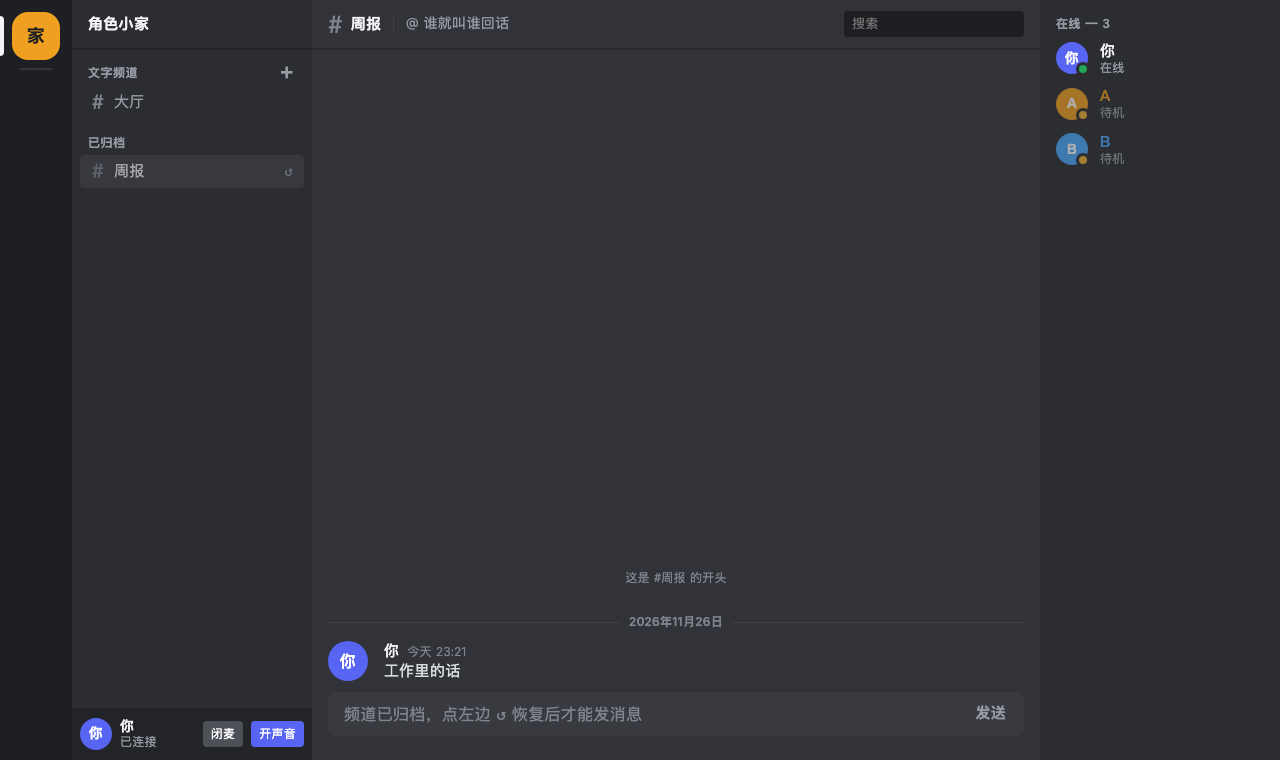 家
角色小家
文字频道 +
# 大厅
已归档
# 周报 ↺
你 你
已连接
闭麦 开声音
# 周报 @ 谁就叫谁回话
搜索
这是 #周报 的开头
2026年11月26日
你 你 今天 23:21
工作里的话
频道已归档，点左边 ↺ 恢复后才能发消息 发送
在线 — 3
你 你
在线
A A
待机
B B
待机